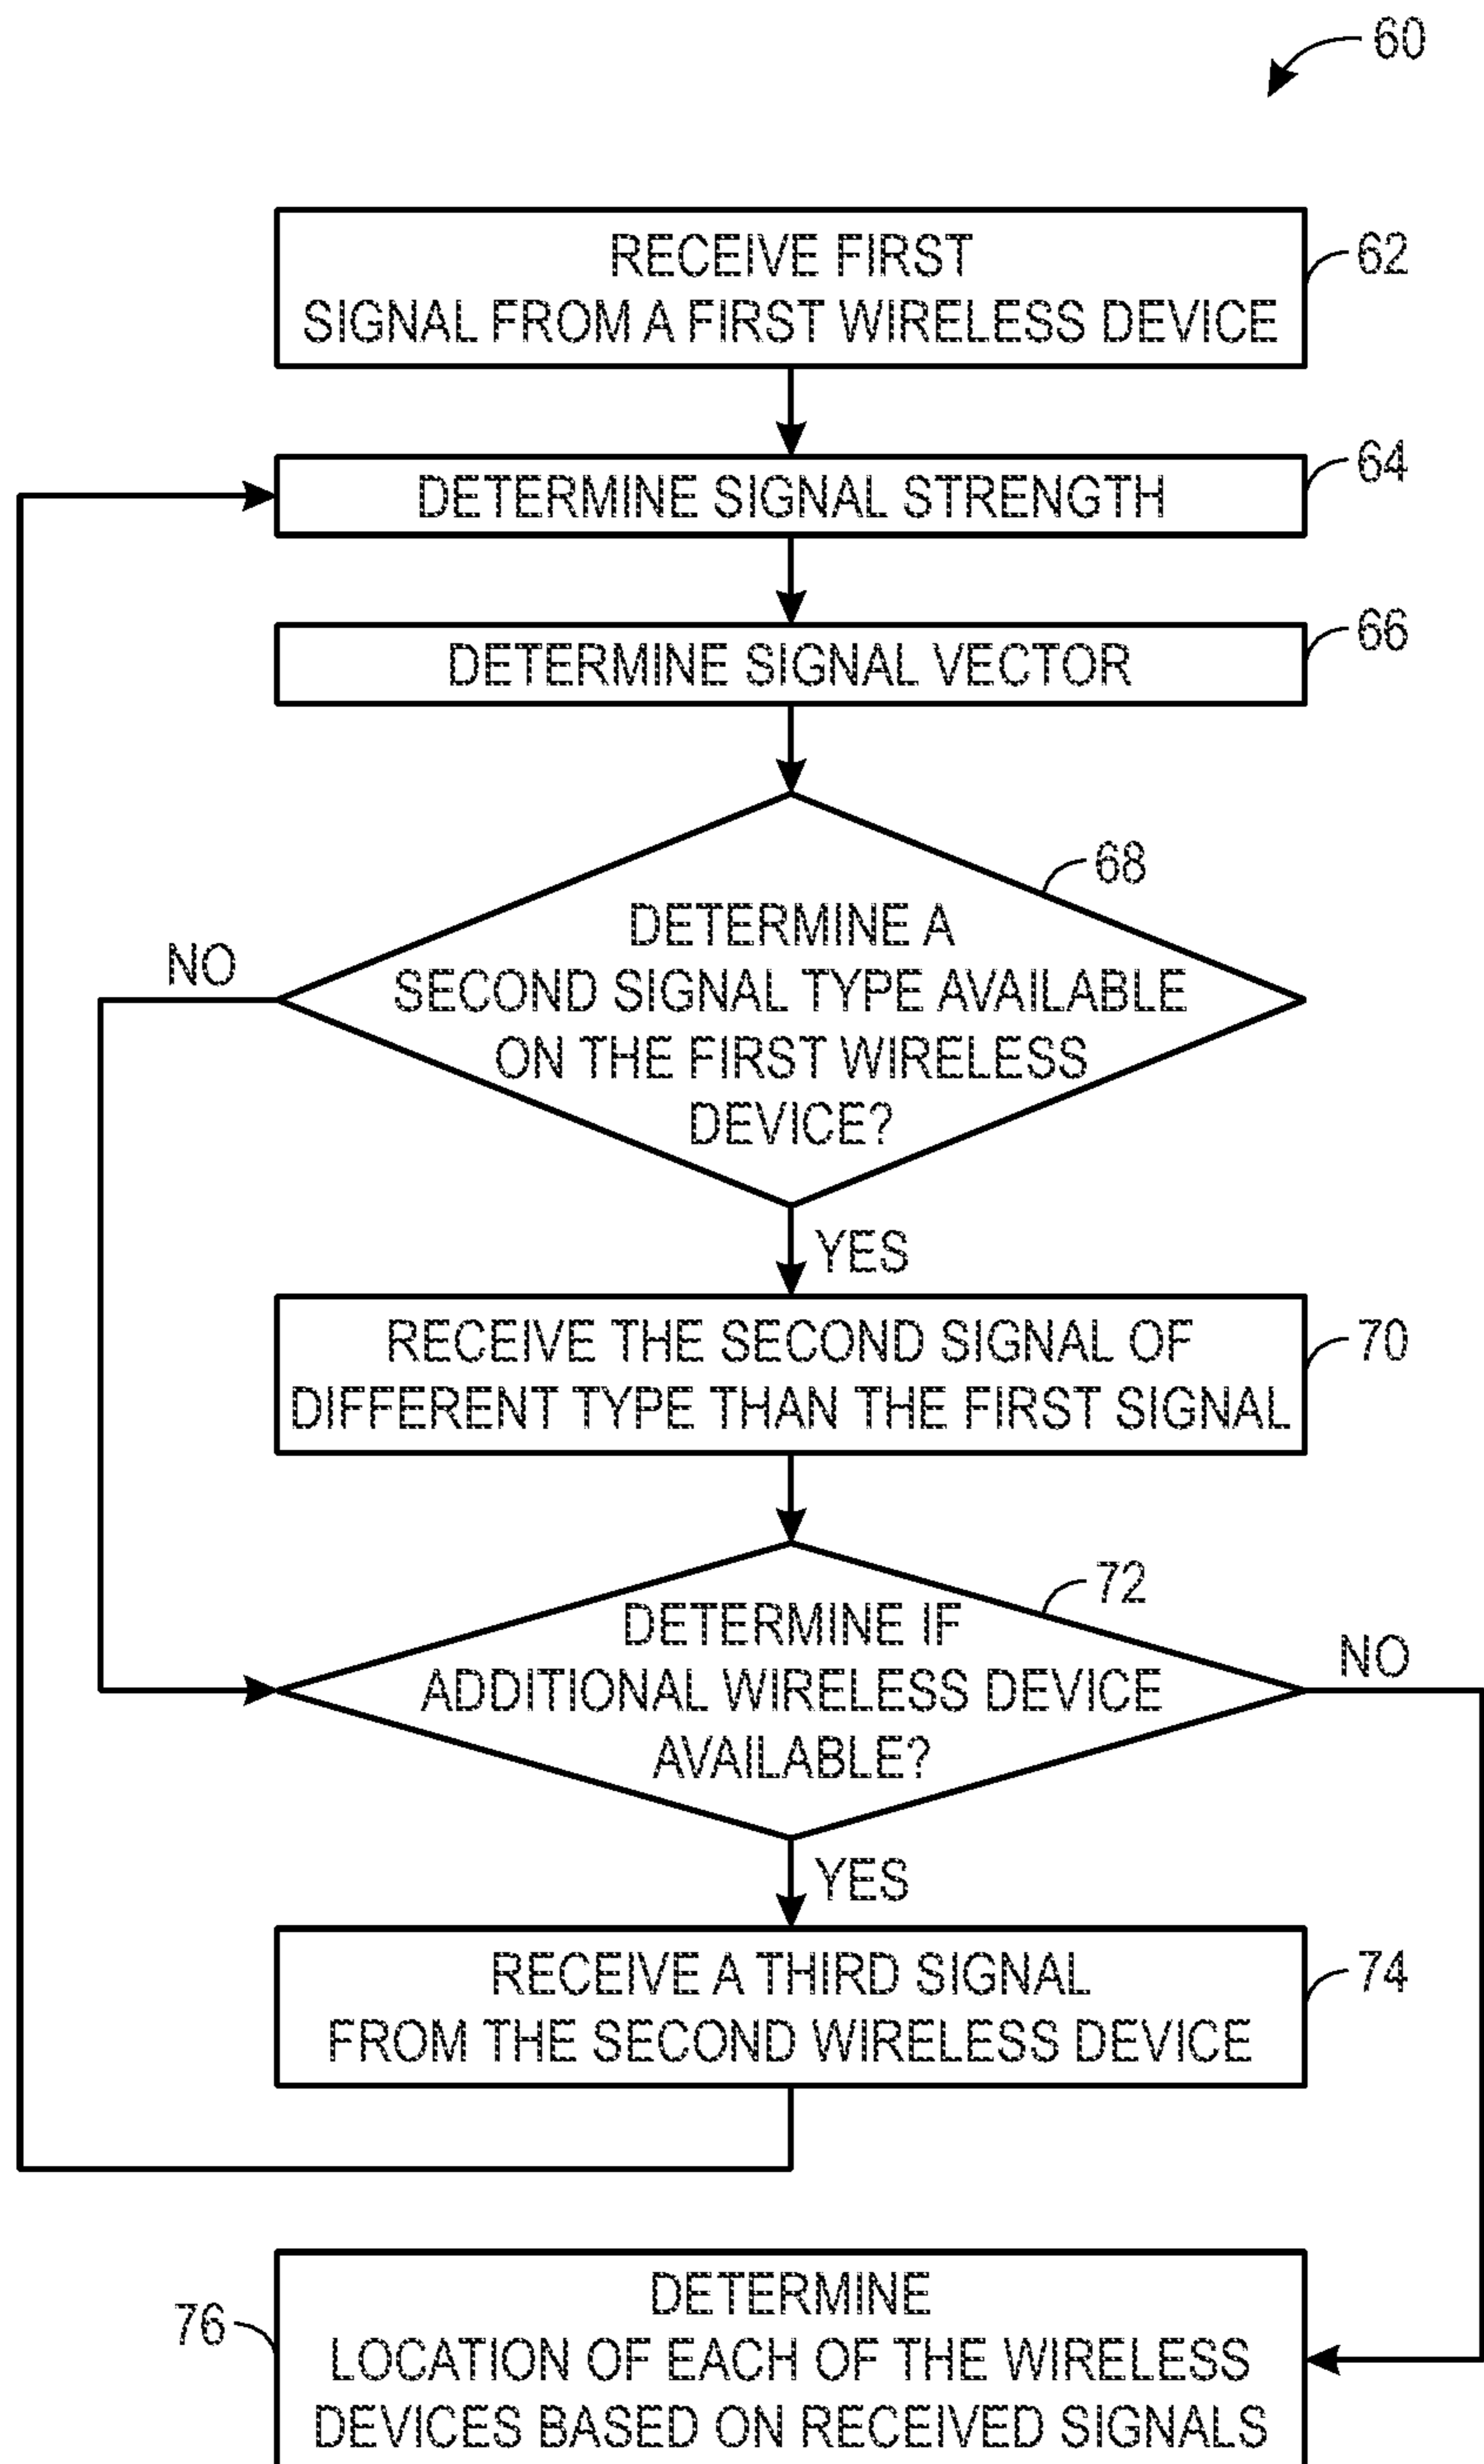 60
RECEIVE FIRST
SIGNAL FROM A FIRST WIRELESS DEVICE
62
DETERMINE SIGNAL STRENGTH
64
DETERMINE SIGNAL VECTOR
66
68
DETERMINE A
SECOND SIGNAL TYPE AVAILABLE
ON THE FIRST WIRELESS
DEVICE?
NO
YES
RECEIVE THE SECOND SIGNAL OF
DIFFERENT TYPE THAN THE FIRST SIGNAL
70
72
DETERMINE IF
ADDITIONAL WIRELESS DEVICE
AVAILABLE?
NO
YES
RECEIVE A THIRD SIGNAL
FROM THE SECOND WIRELESS DEVICE
74
76
DETERMINE
LOCATION OF EACH OF THE WIRELESS
DEVICES BASED ON RECEIVED SIGNALS